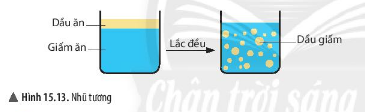 Dầu ăn
Giấm ăn
Lắc đều
Dầu giấm
▲ Hình 15.13. Nhũ tương
Chân trời sáng